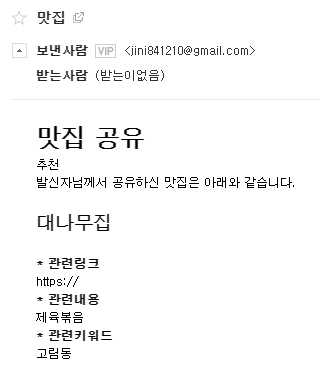 맛집
보낸사람 VIP <jini841210@gmail.com>
받는사람 (받는이없음)
맛집 공유
추천
발신자님께서 공유하신 맛집은 아래와 같습니다.
대나무집
* 관련링크
https://
* 관련내용
제육볶음
* 관련키워드
고림동